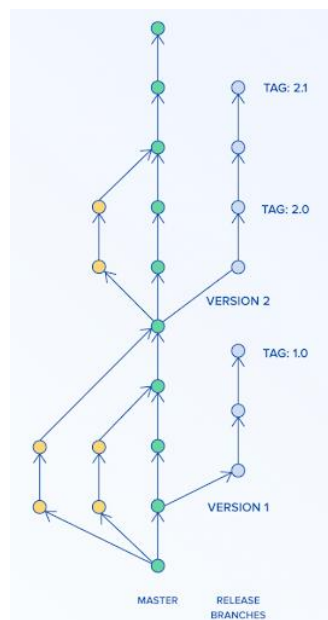 TAG: 2.1
TAG: 2.0
VERSION 2
TAG: 1.0
VERSION 1
MASTER
RELEASE
BRANCHES